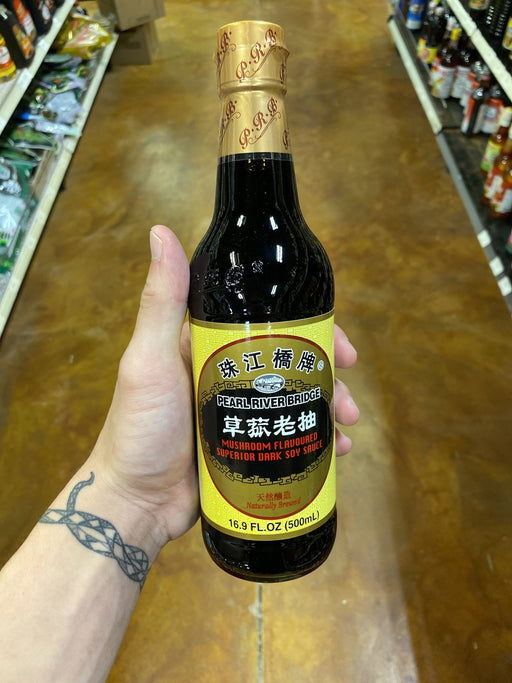 P.R.B.
P.R.B.
P.R.B.
珠江橋牌®
PEARL RIVER BRIDGE
草菰老抽
MUSHROOM FLAVOURED
SUPERIOR DARK SOY SAUCE
天然釀造
Naturally Brewed
16.9 FL.OZ (500mL)